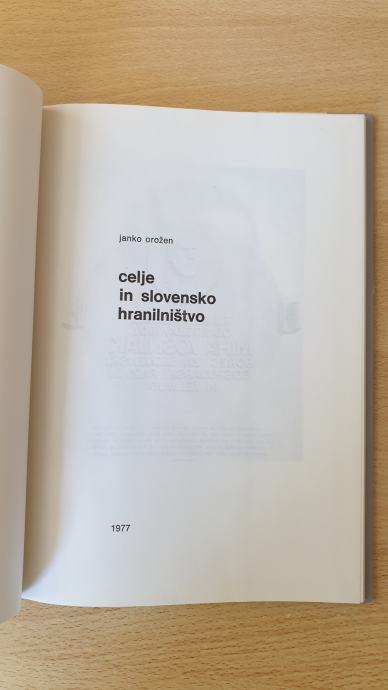 janko orožen
celje
in slovensko
hranilništvo
1977